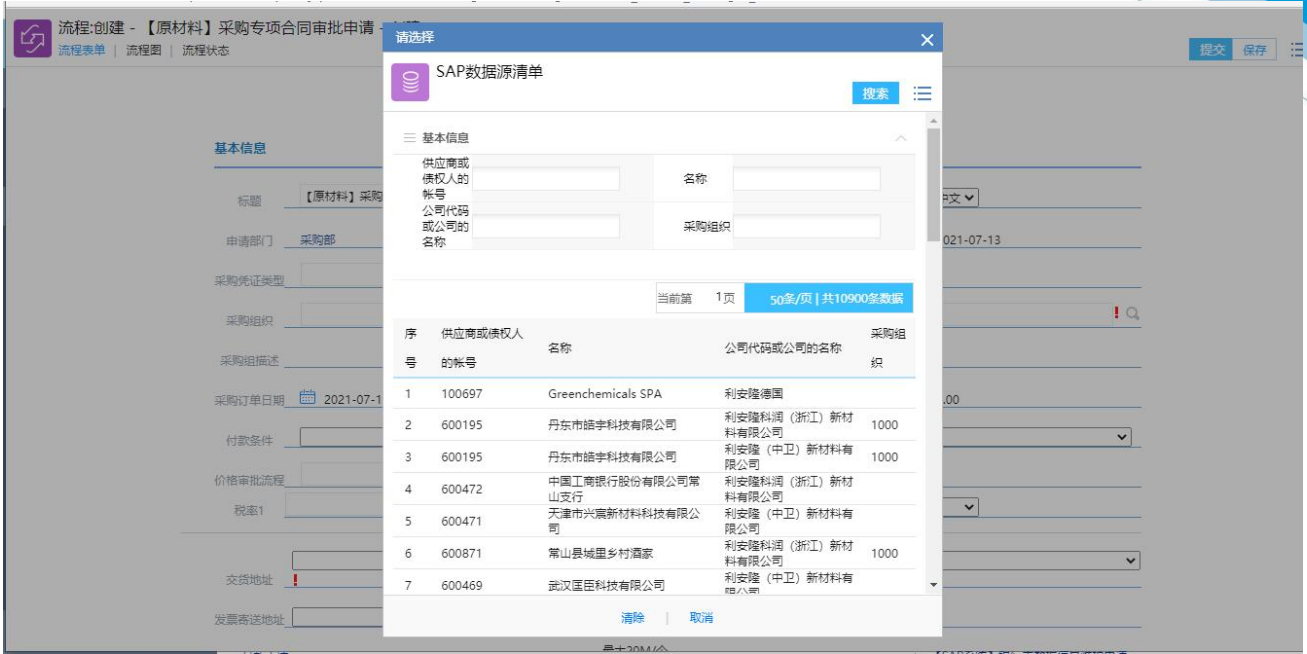 流程:创建 - 【原材料】采购专项合同审批申请 -
流程表单 | 流程图 | 流程状态
提交 保存
请选择
SAP数据源清单
搜索
基本信息
供应商或
债权人的
帐号
名称
公司代码
或公司的
名称
采购组织
当前第 1页 50条/页 | 共10900条数据
序号 供应商或债权人的帐号 名称 公司代码或公司的名称 采购组织
1 100697 Greenchemicals SPA 利安隆德国
2 600195 丹东市皓宇科技有限公司 利安隆科润（浙江）新材料有限公司 1000
3 600195 丹东市皓宇科技有限公司 利安隆（中卫）新材料有限公司 1000
4 600472 中国工商银行股份有限公司常山支行 利安隆科润（浙江）新材料有限公司
5 600471 天津市兴宸新材料科技有限公司 利安隆（中卫）新材料有限公司
6 600871 常山县城里乡村酒家 利安隆科润（浙江）新材料有限公司 1000
7 600469 武汉匡臣科技有限公司 利安隆（中卫）新材料有限公司
清除 | 取消
基本信息
标题 【原材料】采购
中文
申请部门 采购部
021-07-13
采购凭证类型
采购组织 !
采购组描述
采购订单日期 2021-07-1
.00
付款条件
价格审批流程
税率1
交货地址 !
发票寄送地址
最大30M/个